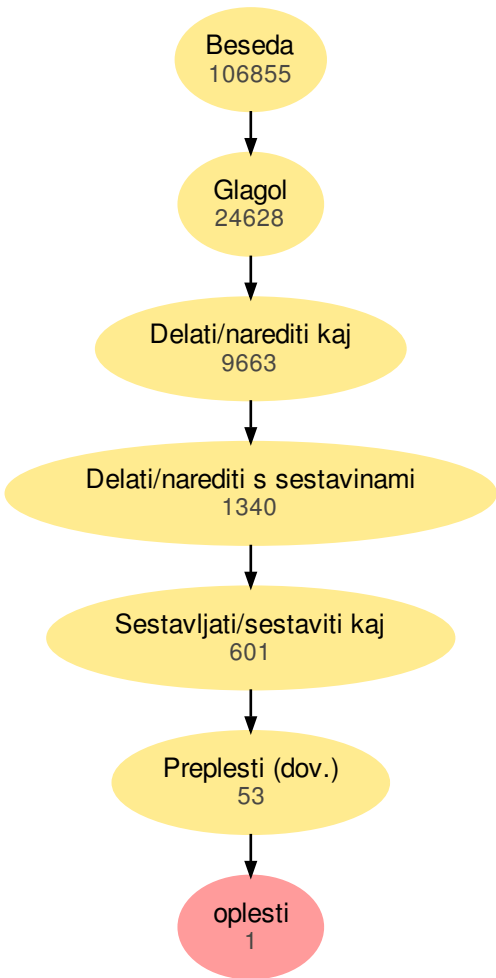 Beseda
106855
Glagol
24628
Delati/narediti kaj
9663
Delati/narediti s sestavinami
1340
Sestavljati/sestaviti kaj
601
Preplesti (dov.)
53
oplesti
1